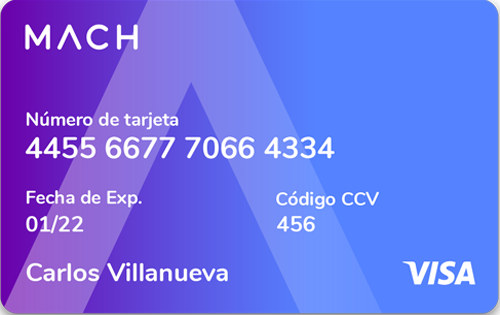 MACH
Número de tarjeta
4455 6677 7066 4334
Fecha de Exp. Código CCV
01/22 456
Carlos Villanueva
VISA